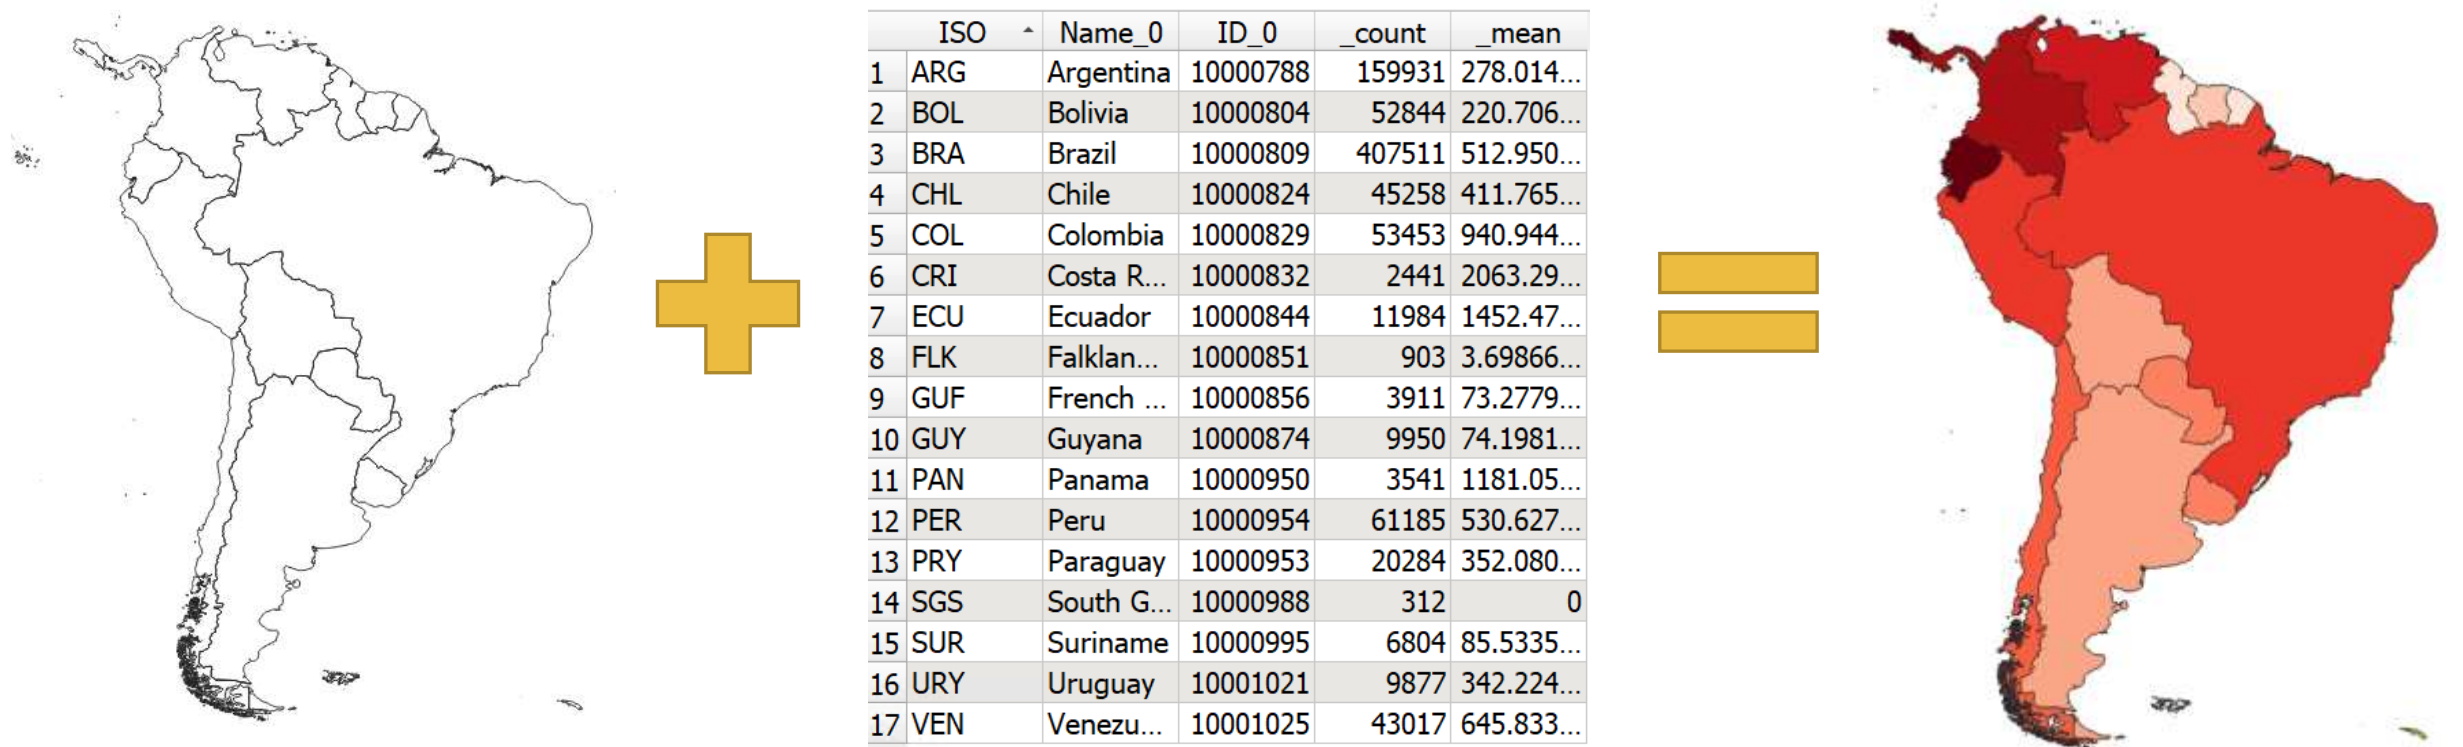 ISO Name_0 ID_0 _count _mean
1 ARG Argentina 10000788 159931 278.014...
2 BOL Bolivia 10000804 52844 220.706...
3 BRA Brazil 10000809 407511 512.950...
4 CHL Chile 10000824 45258 411.765...
5 COL Colombia 10000829 53453 940.944...
6 CRI Costa R... 10000832 2441 2063.29...
7 ECU Ecuador 10000844 11984 1452.47...
8 FLK Falklan... 10000851 903 3.69866...
9 GUF French ... 10000856 3911 73.2779...
10 GUY Guyana 10000874 9950 74.1981...
11 PAN Panama 10000950 3541 1181.05...
12 PER Peru 10000954 61185 530.627...
13 PRY Paraguay 10000953 20284 352.080...
14 SGS South G... 10000988 312 0
15 SUR Suriname 10000995 6804 85.5335...
16 URY Uruguay 10001021 9877 342.224...
17 VEN Venezu... 10001025 43017 645.833...